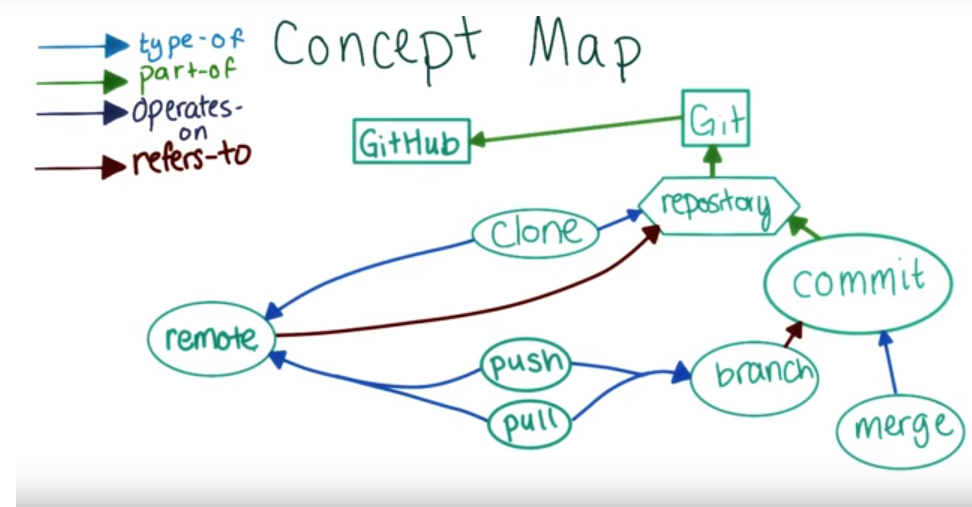 Concept Map
type-of
part-of
operates-
on
refers-to
GitHub
Git
repository
clone
commit
remote
push
branch
pull
merge